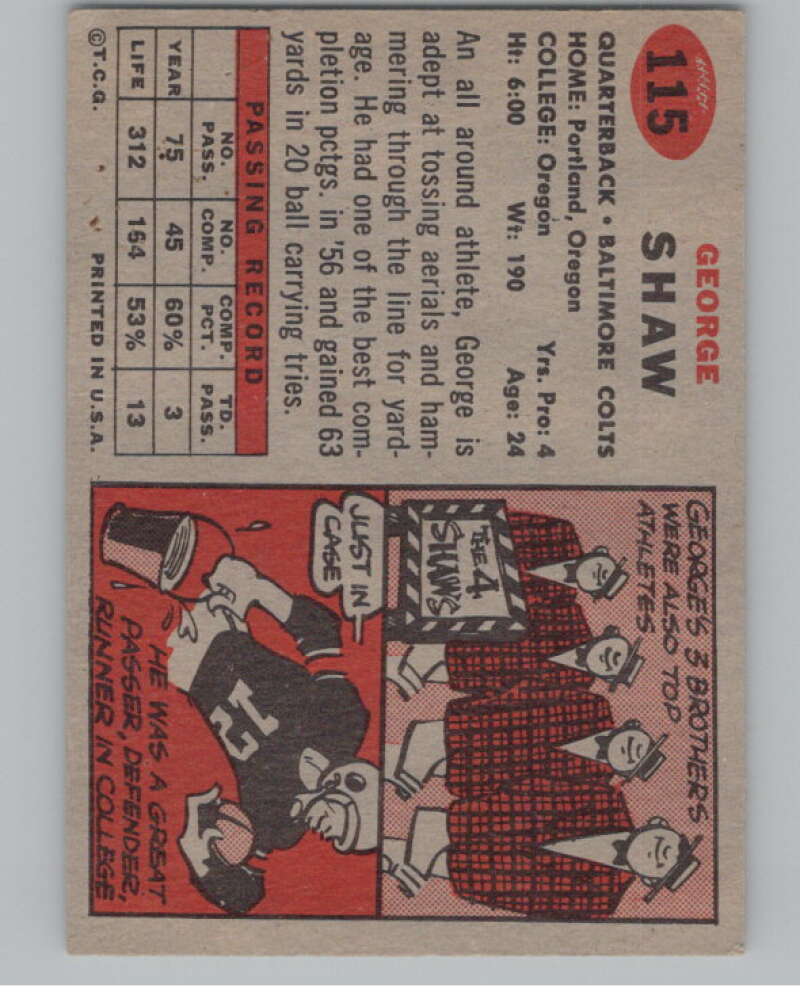 115
GEORGE
SHAW
QUARTERBACK • BALTIMORE COLTS
HOME: Portland, Oregon
COLLEGE: Oregon Yrs. Pro: 4
Ht: 6:00 Wt: 190 Age: 24
An all around athlete, George is
adept at tossing aerials and ham-
mering through the line for yard-
age. He had one of the best com-
pletion pctgs. in '56 and gained 63
yards in 20 ball carrying tries.
PASSING RECORD
NO. PASS. NO. COMP. COMP. PCT. TD. PASS.
YEAR 75 45 60% 3
LIFE 312 164 53% 13
©T.C.G. PRINTED IN U.S.A.
GEORGE'S 3 BROTHERS
WERE ALSO TOP
ATHLETES
THE 4
SHAWS
JUST IN
CASE
12
HE WAS A GREAT
PASSER, DEFENDER,
RUNNER IN COLLEGE